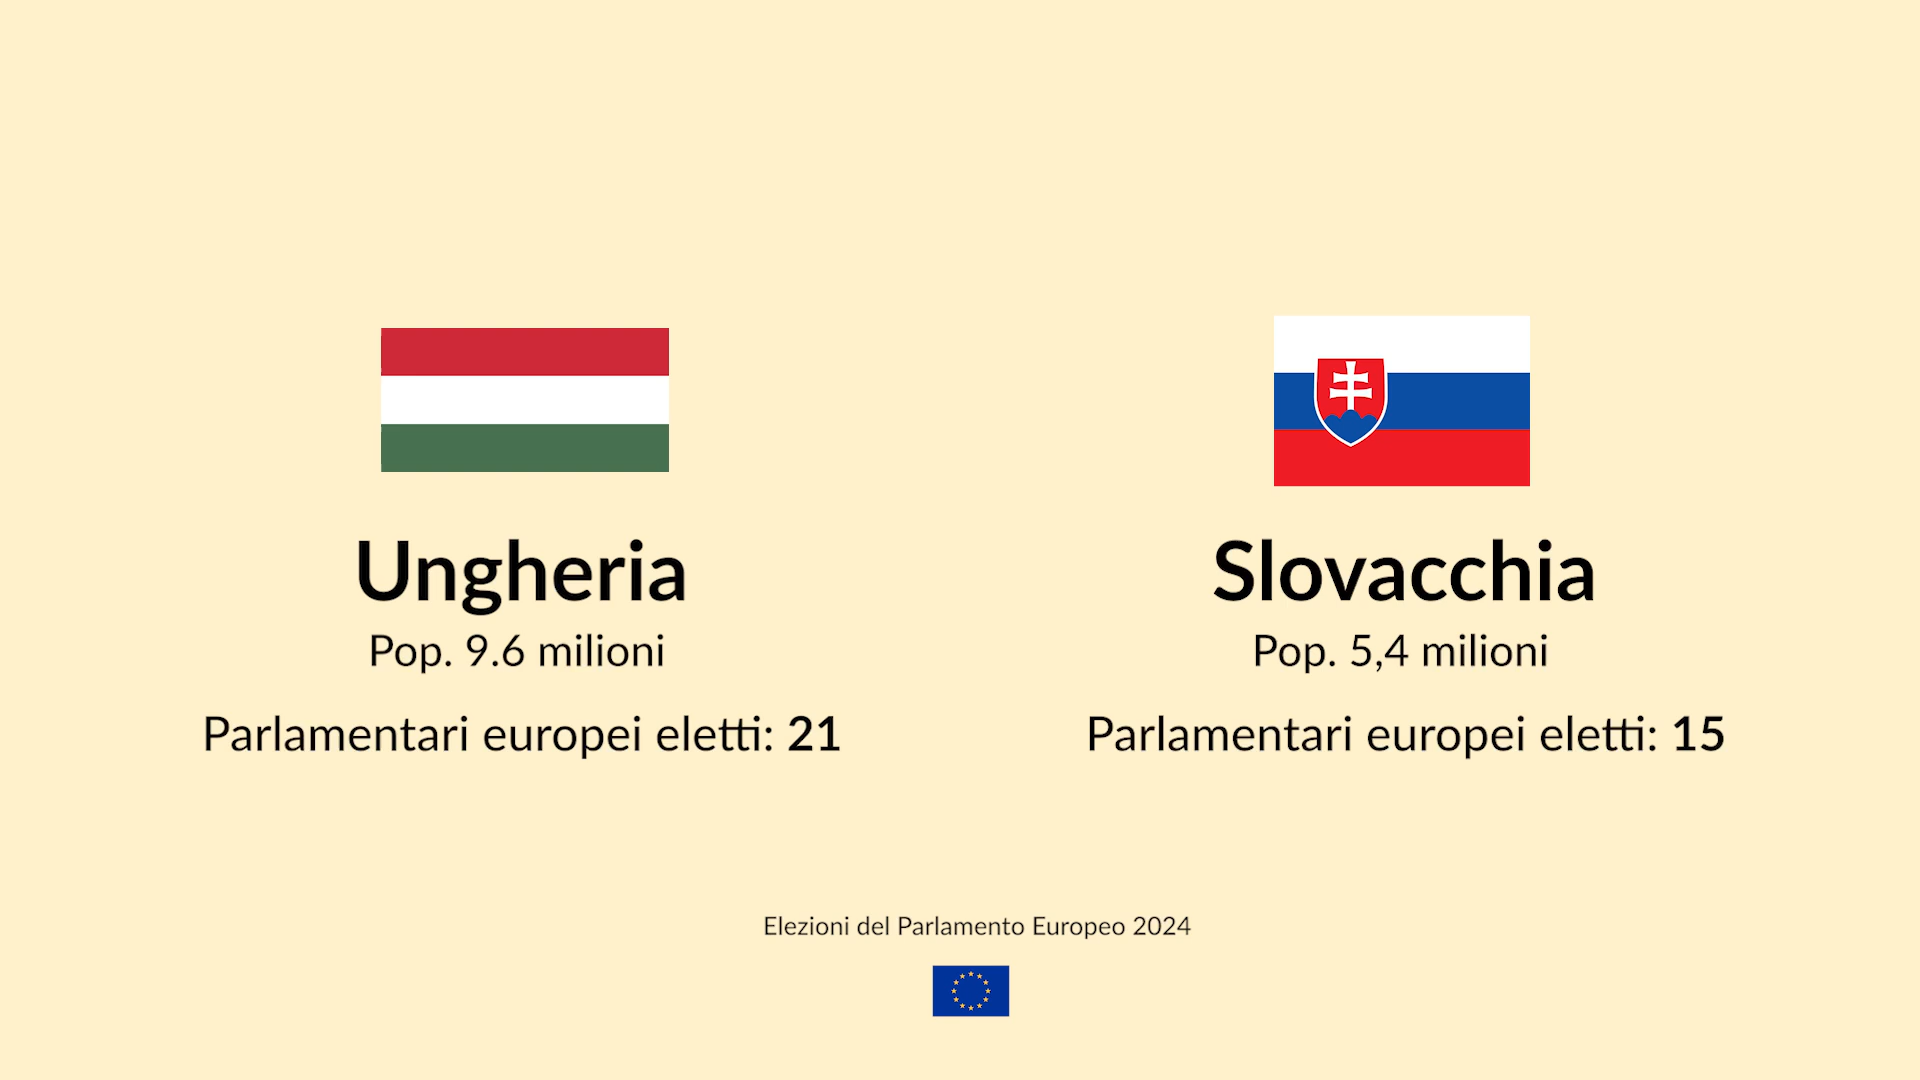 Ungheria
Pop. 9.6 milioni
Parlamentari europei eletti: 21
Slovacchia
Pop. 5,4 milioni
Parlamentari europei eletti: 15
Elezioni del Parlamento Europeo 2024